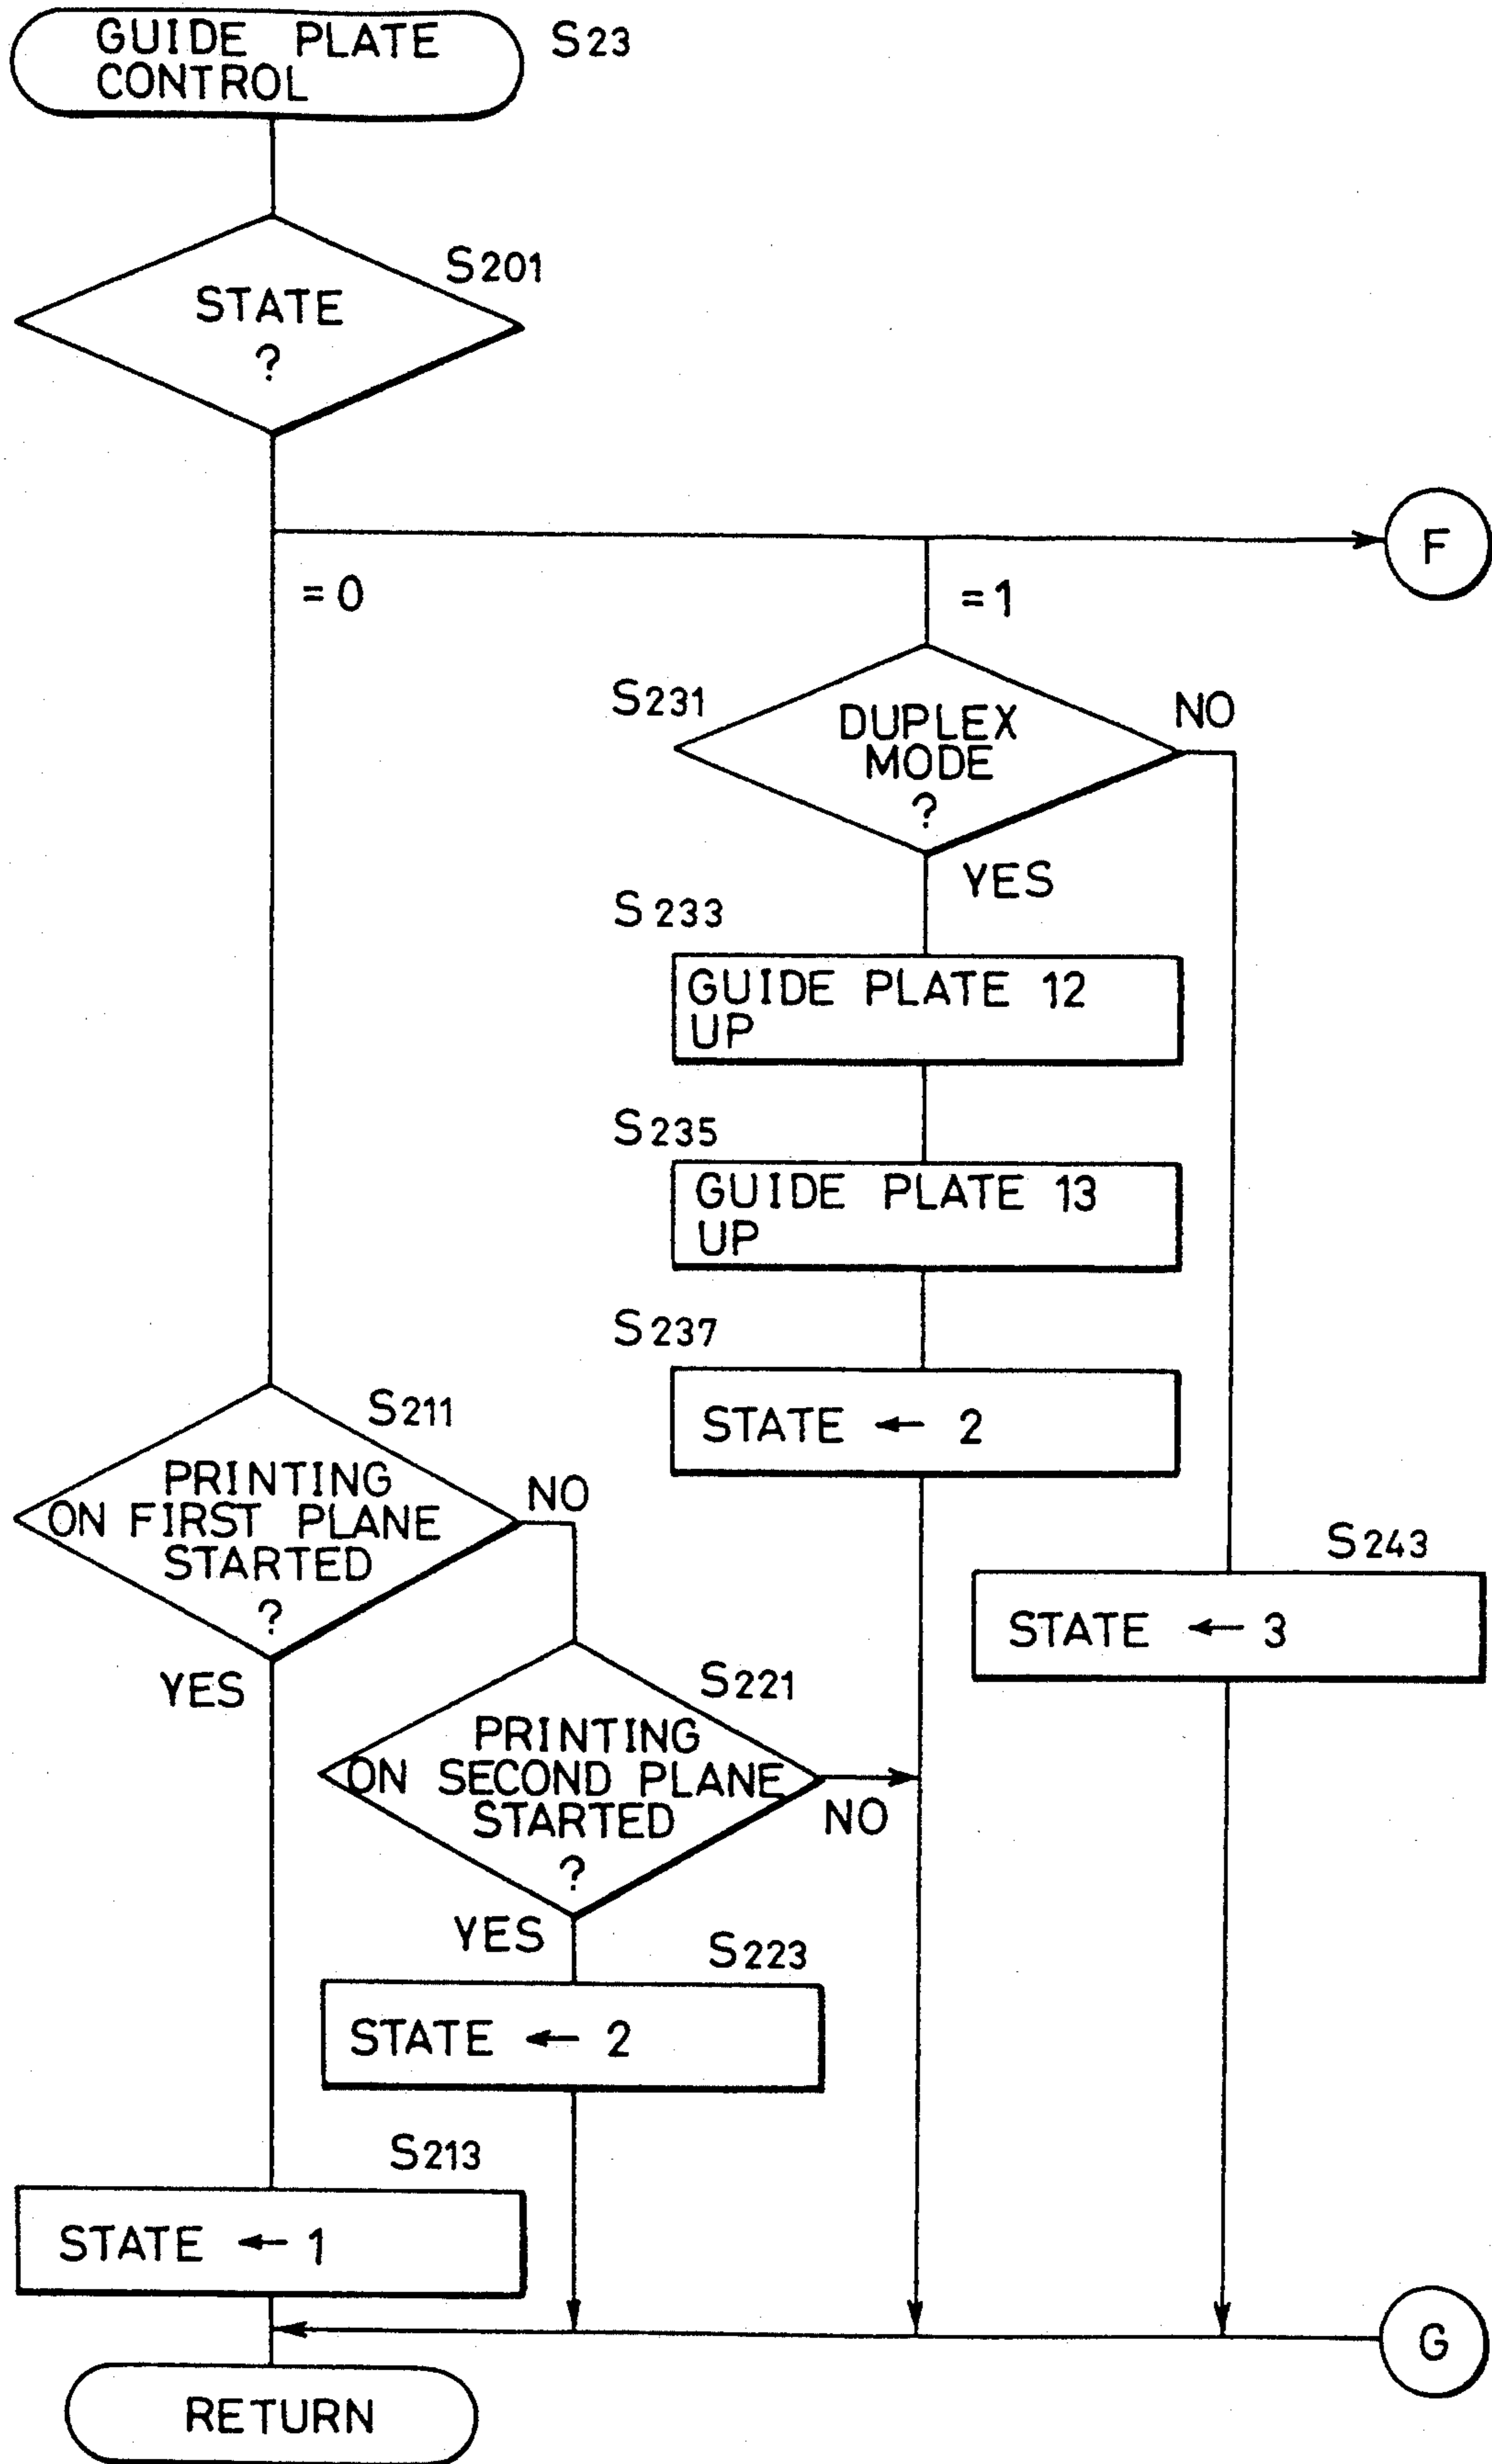 GUIDE PLATE
CONTROL
S23
S201
STATE
?
F
=0
=1
S231
DUPLEX
MODE
?
NO
YES
S233
GUIDE PLATE 12
UP
S235
GUIDE PLATE 13
UP
S237
STATE ← 2
S211
PRINTING
ON FIRST PLANE
STARTED
?
NO
YES
S243
STATE ← 3
S221
PRINTING
ON SECOND PLANE
STARTED
?
NO
YES
S223
STATE ← 2
S213
STATE ← 1
G
RETURN